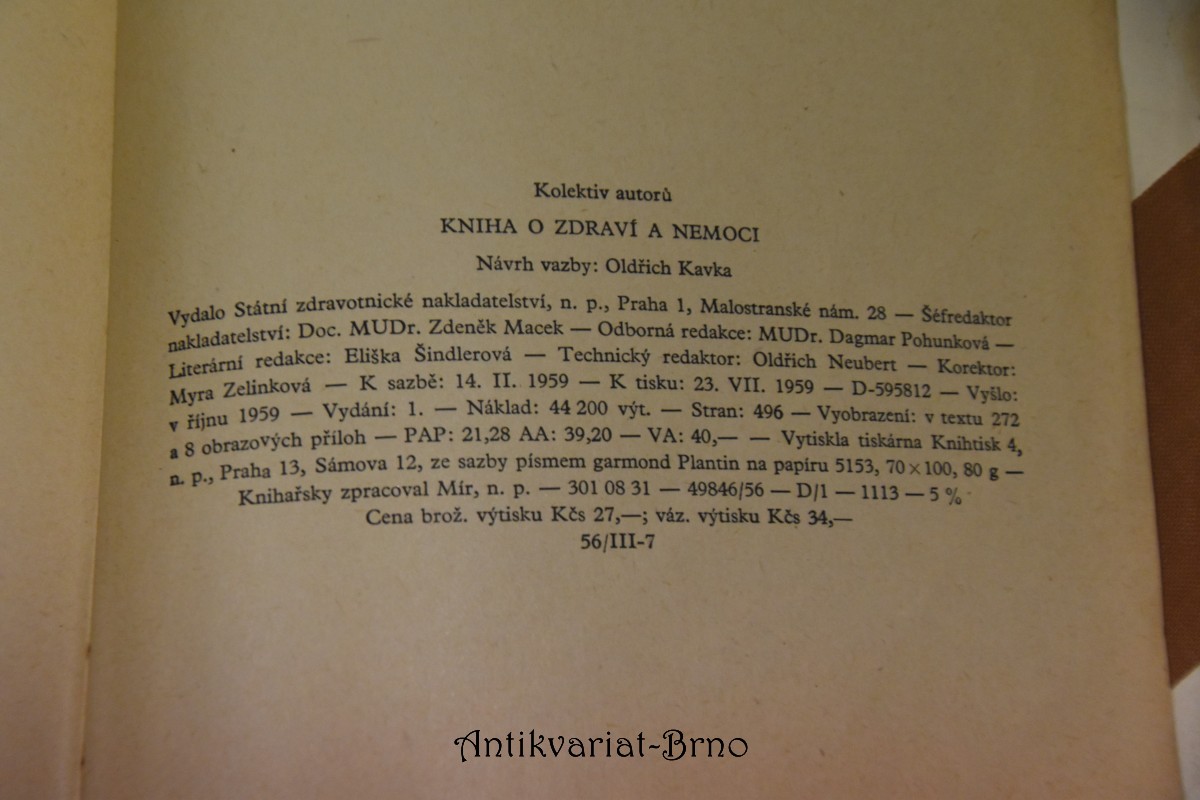 Kolektiv autorů
KNIHA O ZDRAVÍ A NEMOCI
Návrh vazby: Oldřich Kavka
Vydalo Státní zdravotnické nakladatelství, n. p., Praha 1, Malostranské nám. 28 — Šéfredaktor
nakladatelství: Doc. MUDr. Zdeněk Macek — Odborná redakce: MUDr. Dagmar Pohunková —
Literární redakce: Eliška Šindlerová — Technický redaktor: Oldřich Neubert — Korektor:
Myra Zelinková — K sazbě: 14. II. 1959 — K tisku: 23. VII. 1959 — D-595812 — Vyšlo:
v říjnu 1959 — Vydání: 1. — Náklad: 44 200 výt. — Stran: 496 — Vyobrazení: v textu 272
a 8 obrazových příloh — PAP: 21,28 AA: 39,20 — VA: 40,— — Vytiskla tiskárna Knihtisk 4,
n. p., Praha 13, Sámova 12, ze sazby písmem garmond Plantin na papíru 5153, 70×100, 80 g —
Knihařsky zpracoval Mír, n. p. — 301 08 31 — 49846/56 — D/1 — 1113 — 5 %
Cena brož. výtisku Kčs 27,—; váz. výtisku Kčs 34,—
56/III-7
Antikvariat-Brno